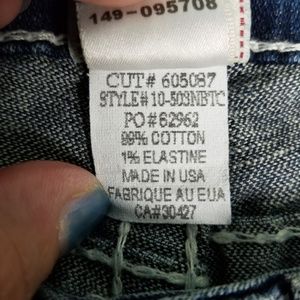 149-095708
CUT# 605087
STYLE# 10-503NBTC
PO # 62962
99% COTTON
1% ELASTINE
MADE IN USA
FABRIQUE AU EUA
CA#30427